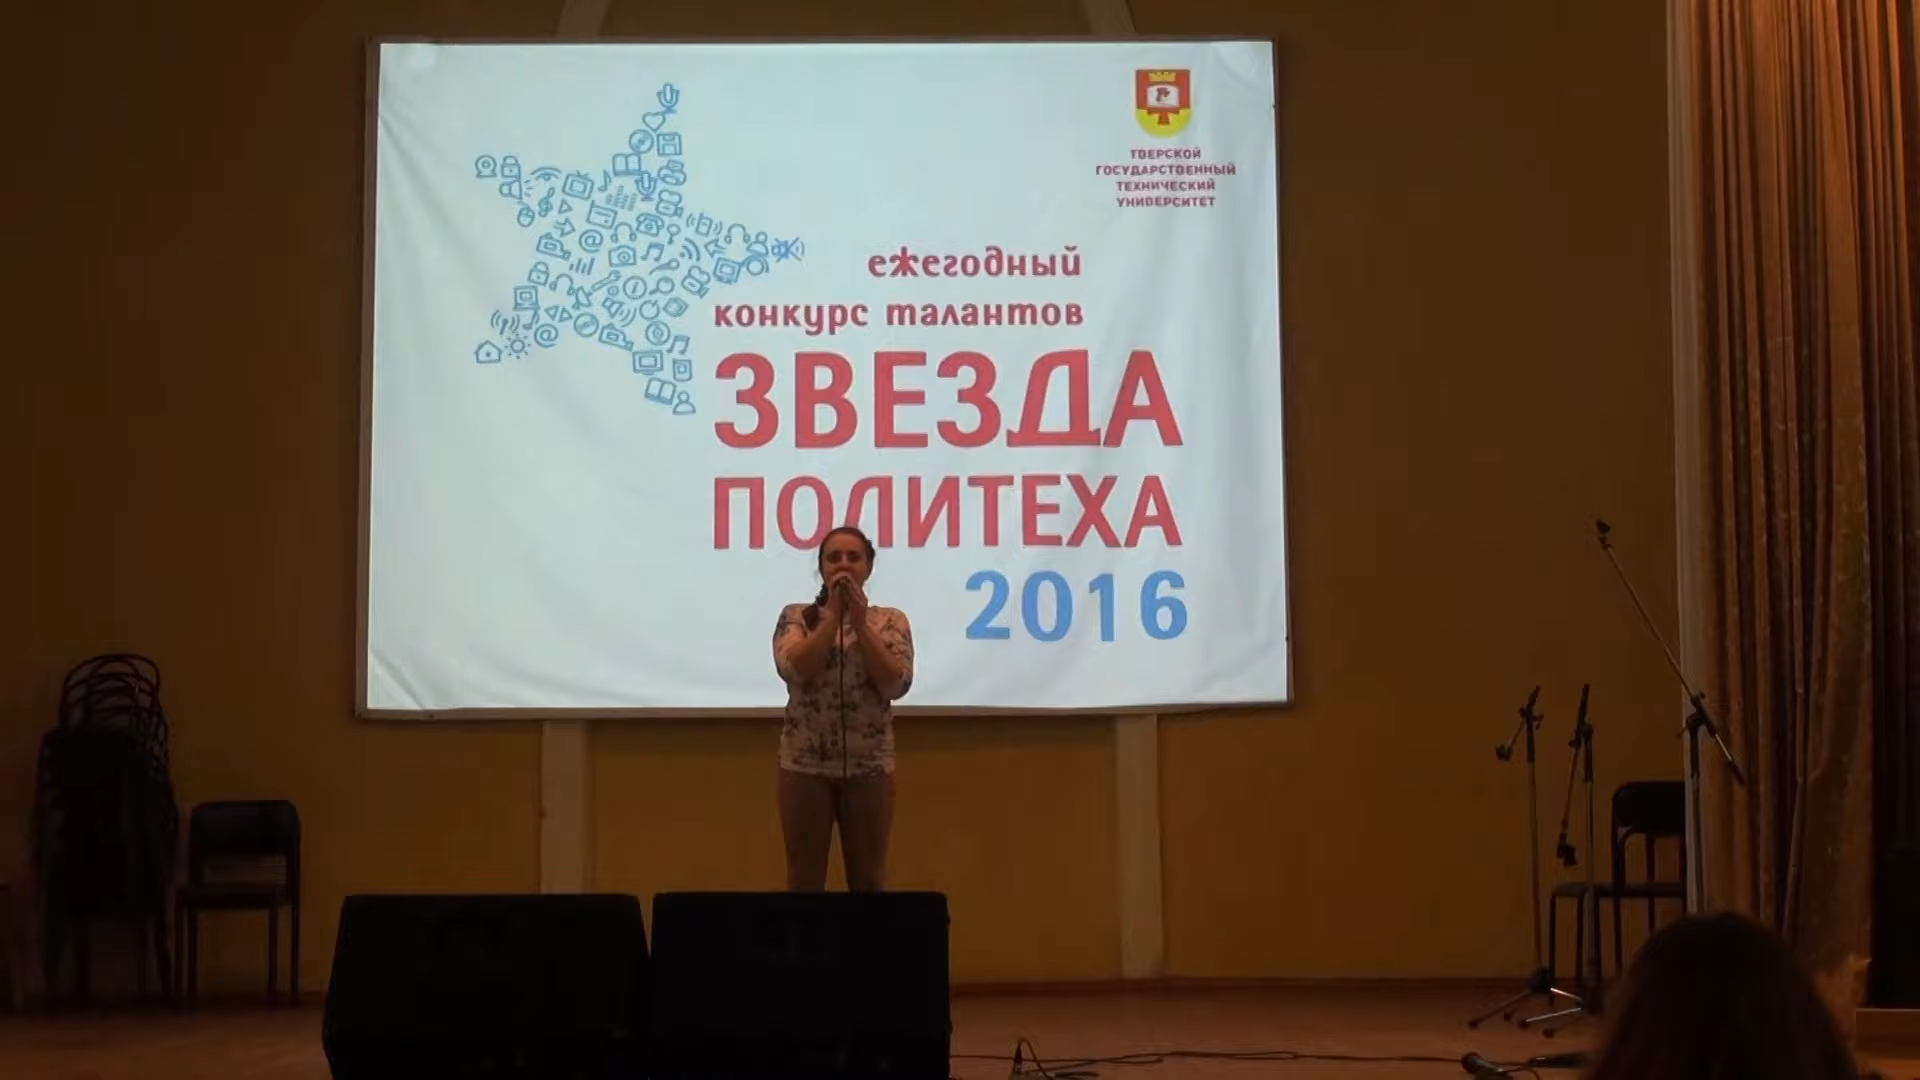 ТВЕРСКОЙ
ГОСУДАРСТВЕННЫЙ
ТЕХНИЧЕСКИЙ
УНИВЕРСИТЕТ
ежегодный
конкурс талантов
ЗВЕЗДА
ПОЛИТЕХА
2016